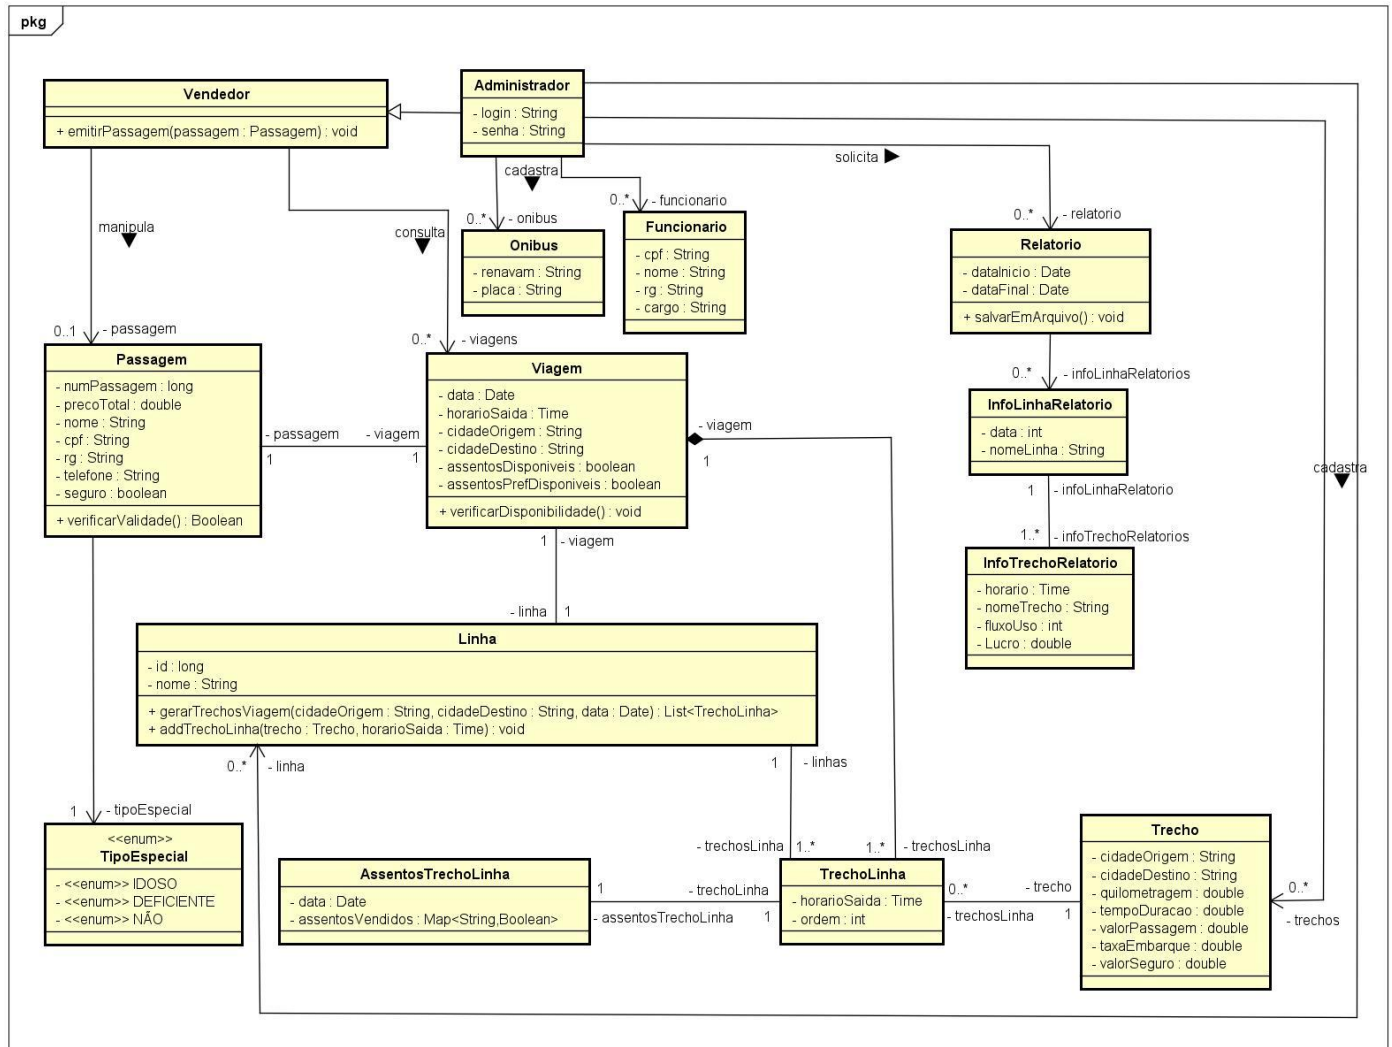 pkg
Vendedor
+ emitirPassagem(passagem : Passagem) : void
Administrador
- login : String
- senha : String
solicita
cadastra
0..*
- onibus
0..*
- funcionario
0..*
- relatorio
manipula
consulta
Onibus
- renavam : String
- placa : String
Funcionario
- cpf : String
- nome : String
- rg : String
- cargo : String
Relatorio
- dataInicio : Date
- dataFinal : Date
+ salvarEmArquivo() : void
0..1
- passagem
0..*
- viagens
Passagem
- numPassagem : long
- precoTotal : double
- nome : String
- cpf : String
- rg : String
- telefone : String
- seguro : boolean
+ verificarValidade() : Boolean
- passagem
1
- viagem
1
Viagem
- data : Date
- horarioSaida : Time
- cidadeOrigem : String
- cidadeDestino : String
- assentosDisponiveis : boolean
- assentosPrefDisponiveis : boolean
+ verificarDisponibilidade() : void
- viagem
1
0..*
- infoLinhaRelatorios
InfoLinhaRelatorio
- data : int
- nomeLinha : String
cadastra
1
- infoLinhaRelatorio
1..*
- infoTrechoRelatorios
InfoTrechoRelatorio
- horario : Time
- nomeTrecho : String
- fluxoUso : int
- Lucro : double
1
- viagem
- linha
1
Linha
- id : long
- nome : String
+ gerarTrechosViagem(cidadeOrigem : String, cidadeDestino : String, data : Date) : List<TrechoLinha>
+ addTrechoLinha(trecho : Trecho, horarioSaida : Time) : void
0..*
- linha
1
- linhas
1
- tipoEspecial
<<enum>>
TipoEspecial
- <<enum>> IDOSO
- <<enum>> DEFICIENTE
- <<enum>> NÃO
- trechosLinha
1..*
1..*
- trechosLinha
AssentosTrechoLinha
- data : Date
- assentosVendidos : Map<String,Boolean>
1
- trechoLinha
- assentosTrechoLinha
1
TrechoLinha
- horarioSaida : Time
- ordem : int
0..*
- trecho
- trechosLinha
1
Trecho
- cidadeOrigem : String
- cidadeDestino : String
- quilometragem : double
- tempoDuracao : double
- valorPassagem : double
- taxaEmbarque : double
- valorSeguro : double
0..*
- trechos